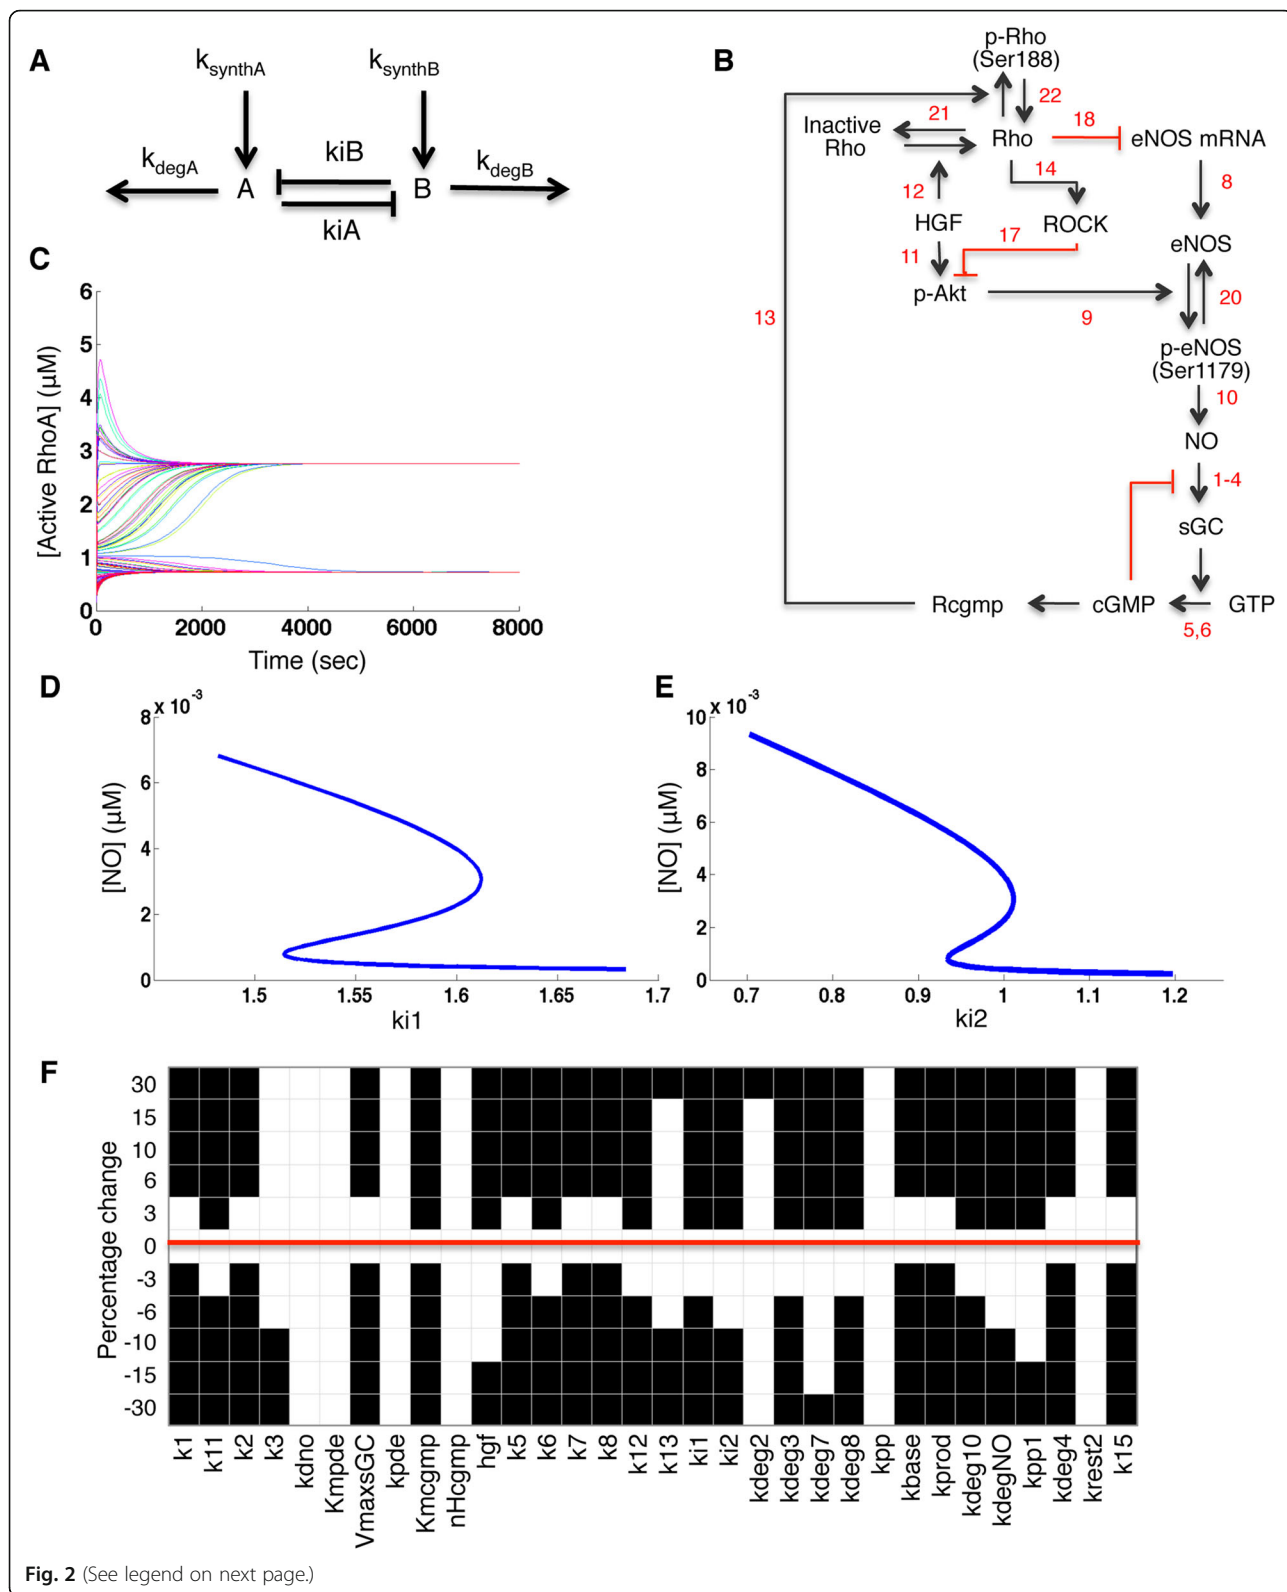 A
k_synthA
k_synthB
k_degA
kiB
k_degB
A
B
kiA
B
p-Rho
(Ser188)
22
21
18
Inactive
Rho
Rho
eNOS mRNA
14
8
12
HGF
ROCK
17
11
eNOS
p-Akt
13
9
20
p-eNOS
(Ser1179)
10
NO
1-4
sGC
Rcgmp
cGMP
GTP
5,6
C
6
5
4
3
2
1
0
0 2000 4000 6000 8000
[Active RhoA] (µM)
Time (sec)
D
8 x 10^-3
6
4
2
0
1.5 1.55 1.6 1.65 1.7
[NO] (µM)
ki1
E
10 x 10^-3
8
6
4
2
0
0.7 0.8 0.9 1 1.1 1.2
[NO] (µM)
ki2
F
Percentage change
30
15
10
6
3
0
-3
-6
-10
-15
-30
k1 k11 k2 k3 kdno Kmpde VmaxsGC kpde Kmcgmp nHcgmp hgf k5 k6 k7 k8 k12 k13 ki1 ki2 kdeg2 kdeg3 kdeg7 kdeg8 kpp kbase kprod kdeg10 kdegNO kpp1 kdeg4 krest2 k15
Fig. 2 (See legend on next page.)